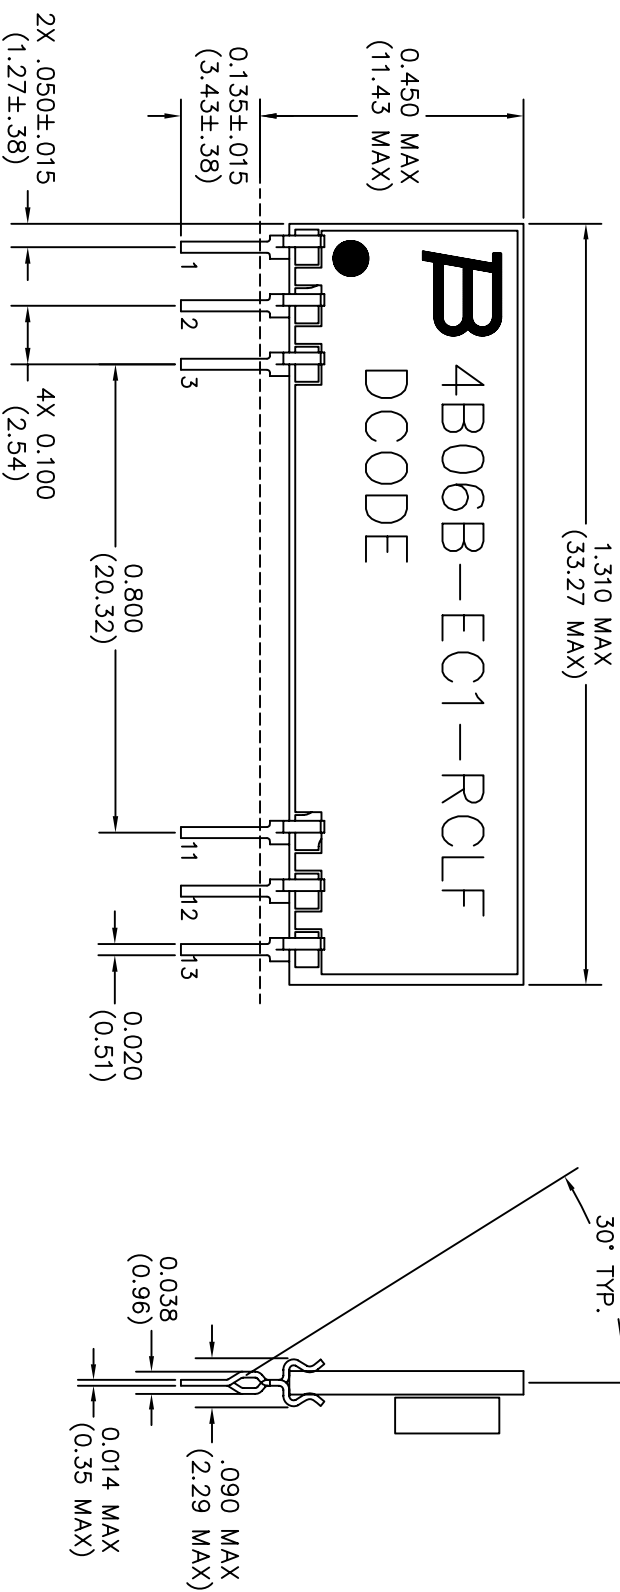 1.310 MAX
(33.27 MAX)
0.450 MAX
(11.43 MAX)
B
4B06B-EC1-RCLF
DCODE
0.135±.015
(3.43±.38)
1
2
3
11
12
13
2X .050±.015
(1.27±.38)
4X 0.100
(2.54)
0.800
(20.32)
0.020
(0.51)
30° TYP.
0.038
(0.96)
.090 MAX
(2.29 MAX)
0.014 MAX
(0.35 MAX)